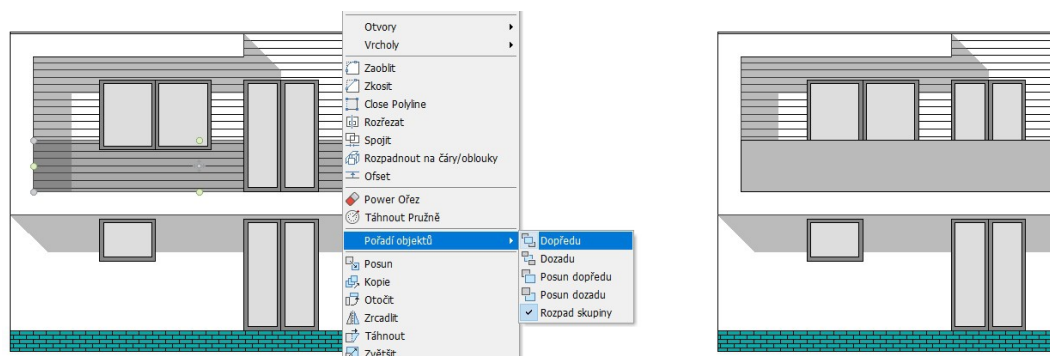 Otvory
Vrcholy
Zaoblit
Zkosit
Close Polyline
Rozřezat
Spojit
Rozpadnout na čáry/oblouky
Ofset
Power Ořez
Táhnout Pružně
Pořadí objektů
Posun
Kopie
Otočit
Zrcadlit
Táhnout
Zvětšit
Dopředu
Dozadu
Posun dopředu
Posun dozadu
Rozpad skupiny